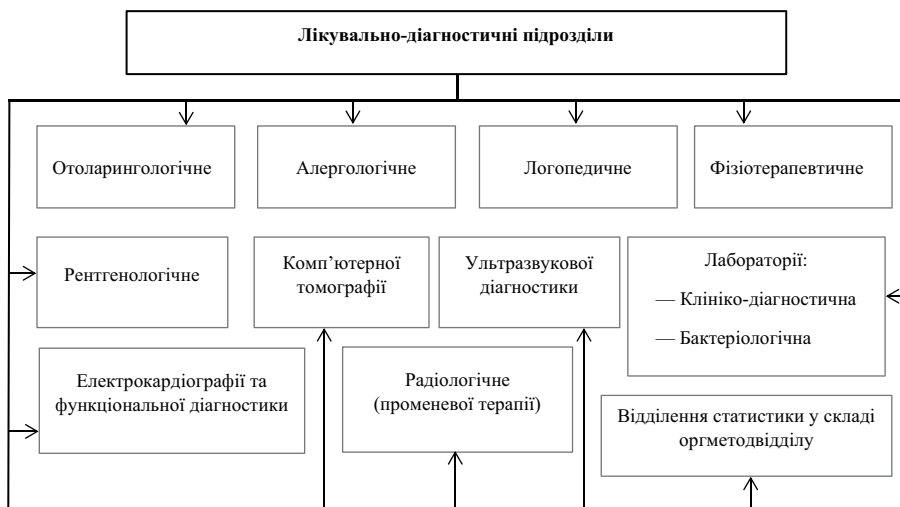 Лікувально-діагностичні підрозділи
Отоларингологічне
Алергологічне
Логопедичне
Фізіотерапевтичне
Рентгенологічне
Комп’ютерної
томографії
Ультразвукової
діагностики
Лабораторії:
— Клініко-діагностична
— Бактеріологічна
Електрокардіографії та
функціональної діагностики
Радіологічне
(променевої терапії)
Відділення статистики у складі
оргметодвідділу